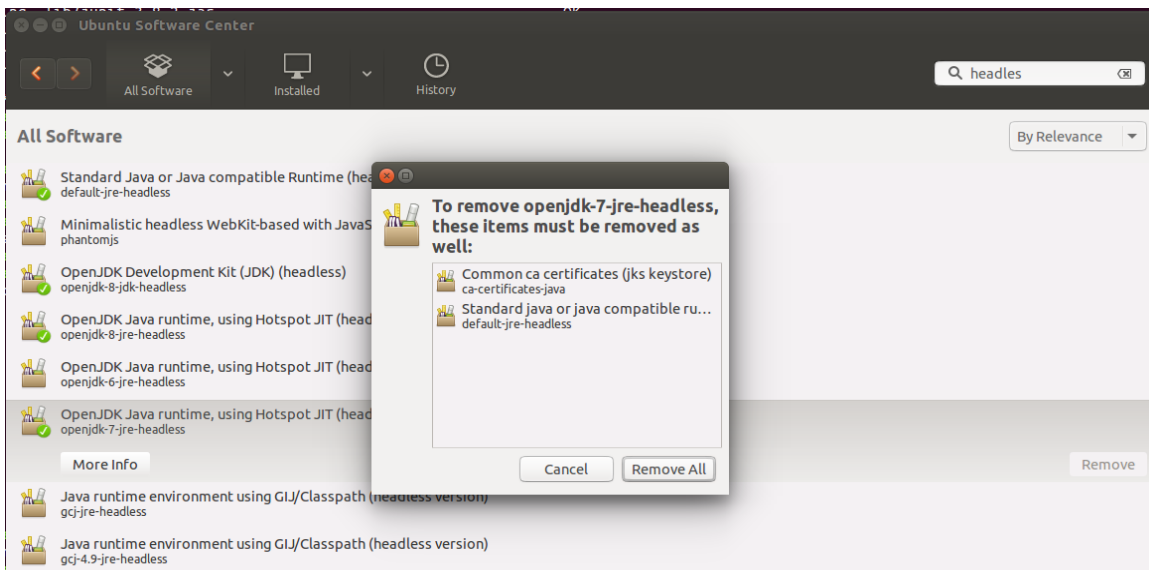 Ubuntu Software Center
All Software
Installed
History
headles
All Software
By Relevance
Standard Java or Java compatible Runtime (hea
default-jre-headless
Minimalistic headless WebKit-based with JavaS
phantomjs
OpenJDK Development Kit (JDK) (headless)
openjdk-8-jdk-headless
OpenJDK Java runtime, using Hotspot JIT (head
openjdk-8-jre-headless
OpenJDK Java runtime, using Hotspot JIT (head
openjdk-6-jre-headless
OpenJDK Java runtime, using Hotspot JIT (head
openjdk-7-jre-headless
More Info
Remove
Java runtime environment using GIJ/Classpath (headless version)
gcj-jre-headless
Java runtime environment using GIJ/Classpath (headless version)
gcj-4.9-jre-headless
To remove openjdk-7-jre-headless,
these items must be removed as
well:
Common ca certificates (jks keystore)
ca-certificates-java
Standard java or java compatible ru...
default-jre-headless
Cancel
Remove All